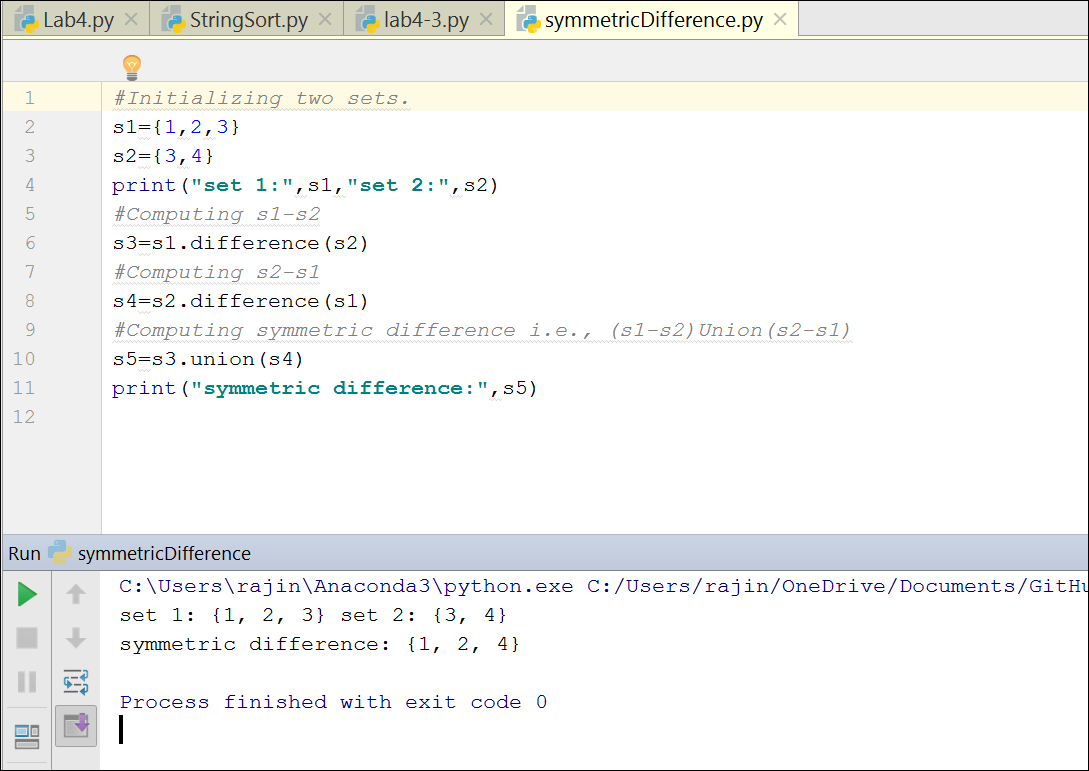 Lab4.py StringSort.py lab4-3.py symmetricDifference.py
1 #Initializing two sets.
2 s1={1,2,3}
3 s2={3,4}
4 print("set 1:",s1,"set 2:",s2)
5 #Computing s1-s2
6 s3=s1.difference(s2)
7 #Computing s2-s1
8 s4=s2.difference(s1)
9 #Computing symmetric difference i.e., (s1-s2)Union(s2-s1)
10 s5=s3.union(s4)
11 print("symmetric difference:",s5)
12
Run symmetricDifference
C:\Users\rajin\Anaconda3\python.exe C:/Users/rajin/OneDrive/Documents/GitHu
set 1: {1, 2, 3} set 2: {3, 4}
symmetric difference: {1, 2, 4}
Process finished with exit code 0